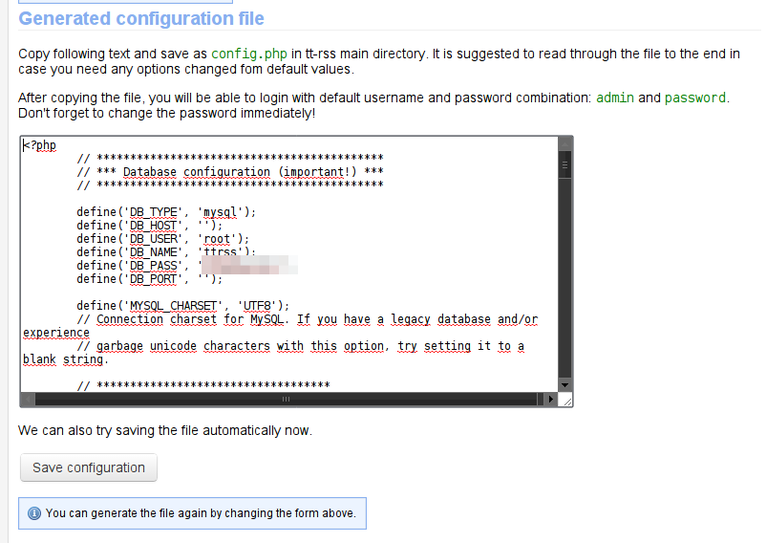 Generated configuration file
Copy following text and save as config.php in tt-rss main directory. It is suggested to read through the file to the end in
case you need any options changed fom default values.
After copying the file, you will be able to login with default username and password combination: admin and password.
Don't forget to change the password immediately!
<?php
// *******************************************
// *** Database configuration (important!) ***
// *******************************************
define('DB_TYPE', 'mysql');
define('DB_HOST', '');
define('DB_USER', 'root');
define('DB_NAME', 'ttrss');
define('DB_PASS', '
define('DB_PORT', '');
define('MYSQL_CHARSET', 'UTF8');
// Connection charset for MySQL. If you have a legacy database and/or
experience
// garbage unicode characters with this option, try setting it to a
blank string.
// ***********************************
We can also try saving the file automatically now.
Save configuration
You can generate the file again by changing the form above.